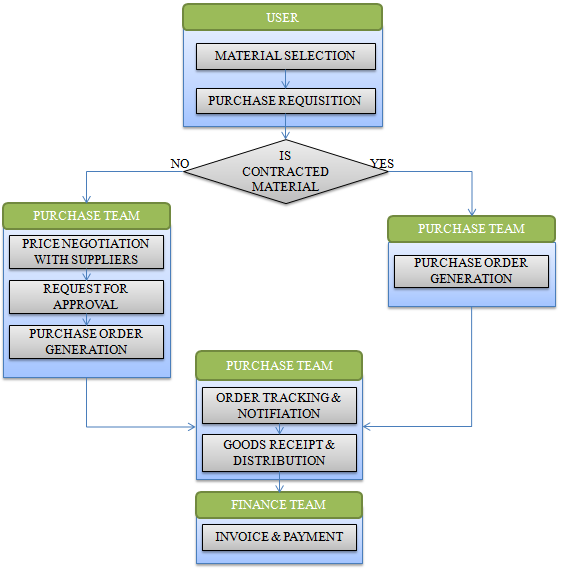 USER
MATERIAL SELECTION
PURCHASE REQUISITION
IS
CONTRACTED
MATERIAL
NO
YES
PURCHASE TEAM
PRICE NEGOTIATION
WITH SUPPLIERS
REQUEST FOR
APPROVAL
PURCHASE ORDER
GENERATION
PURCHASE TEAM
PURCHASE ORDER
GENERATION
PURCHASE TEAM
ORDER TRACKING &
NOTIFIATION
GOODS RECEIPT &
DISTRIBUTION
FINANCE TEAM
INVOICE & PAYMENT